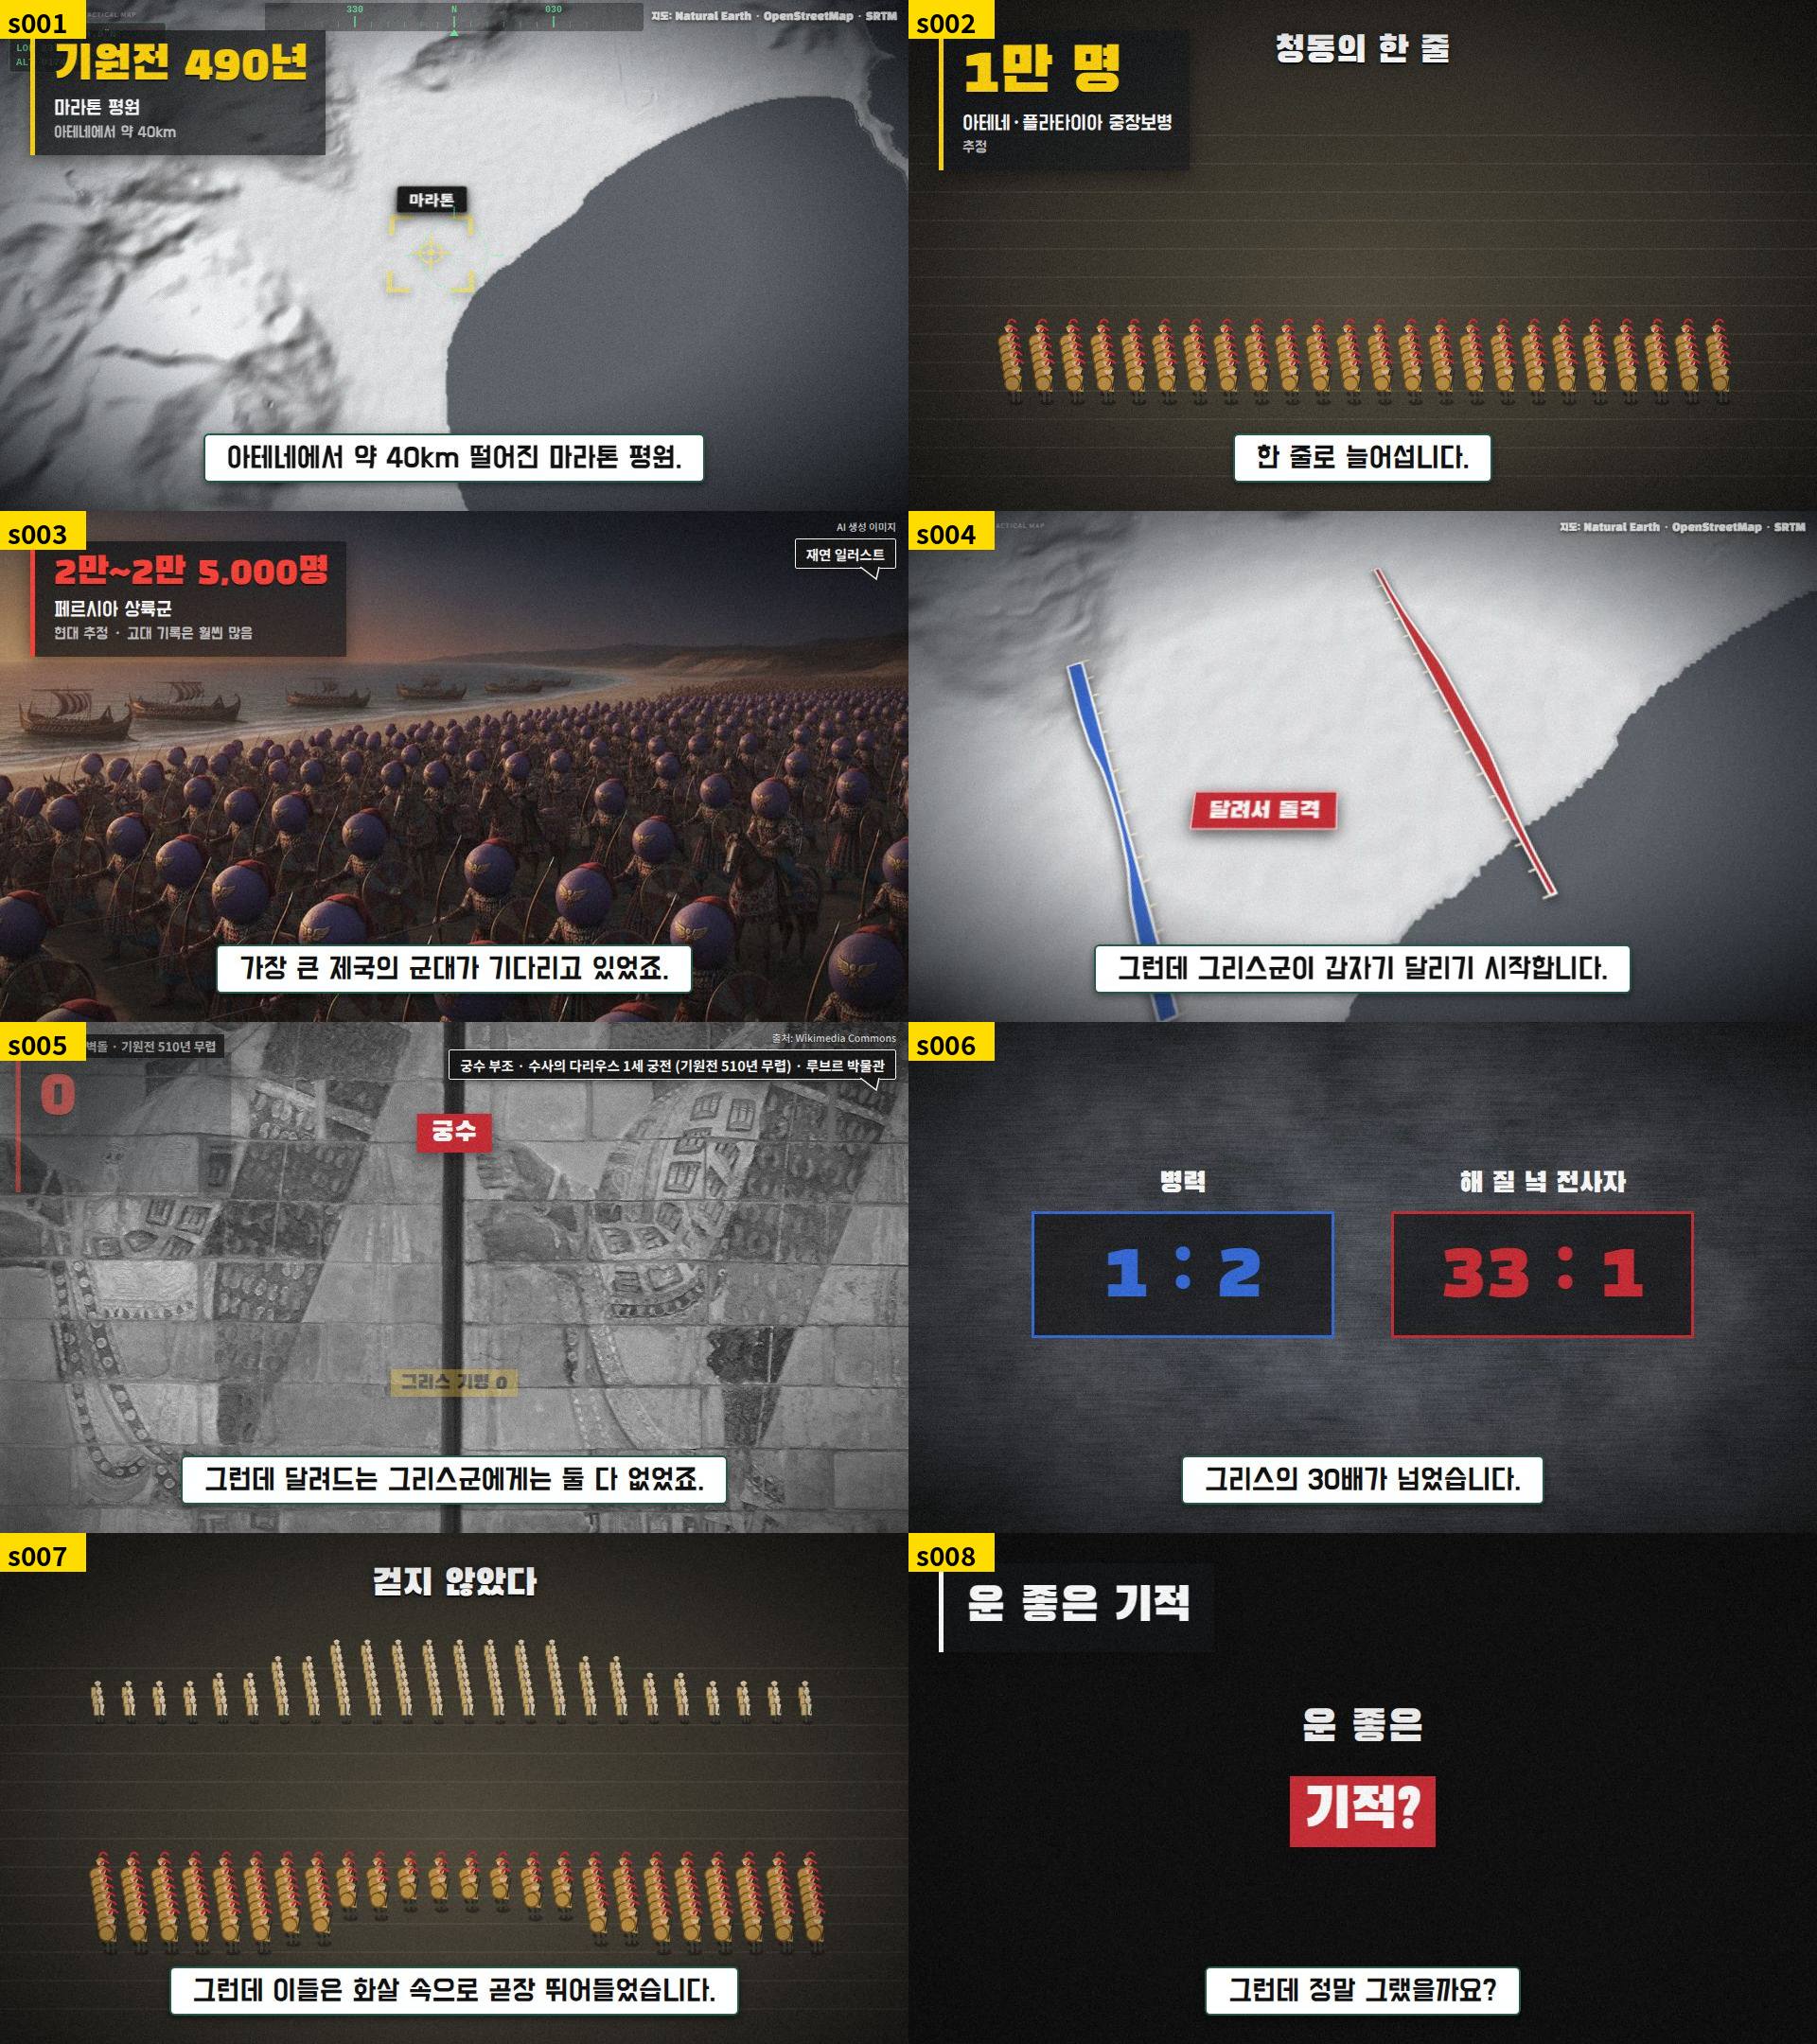 s001
330 N 030
지도: Natural Earth · OpenStreetMap · SRTM
기원전 490년
마라톤 평원
아테네에서 약 40km
마라톤
아테네에서 약 40km 떨어진 마라톤 평원.
s002
1만 명
아테네·플라타이아 중장보병
추정
청동의 한 줄
한 줄로 늘어섭니다.
s003
2만~2만 5,000명
페르시아 상륙군
현대 추정 · 고대 기록은 훨씬 많음
AI 생성 이미지
재연 일러스트
가장 큰 제국의 군대가 기다리고 있었죠.
s004
지도: Natural Earth · OpenStreetMap · SRTM
달려서 돌격
그런데 그리스군이 갑자기 달리기 시작합니다.
s005
벽돌 · 기원전 510년 무렵
0
출처: Wikimedia Commons
궁수 부조 · 수사의 다리우스 1세 궁전 (기원전 510년 무렵) · 루브르 박물관
궁수
그리스 기병 0
그런데 달려드는 그리스군에게는 둘 다 없었죠.
s006
병력
1 : 2
해 질 녘 전사자
33 : 1
그리스의 30배가 넘었습니다.
s007
걷지 않았다
그런데 이들은 화살 속으로 곧장 뛰어들었습니다.
s008
운 좋은 기적
운 좋은
기적?
그런데 정말 그랬을까요?